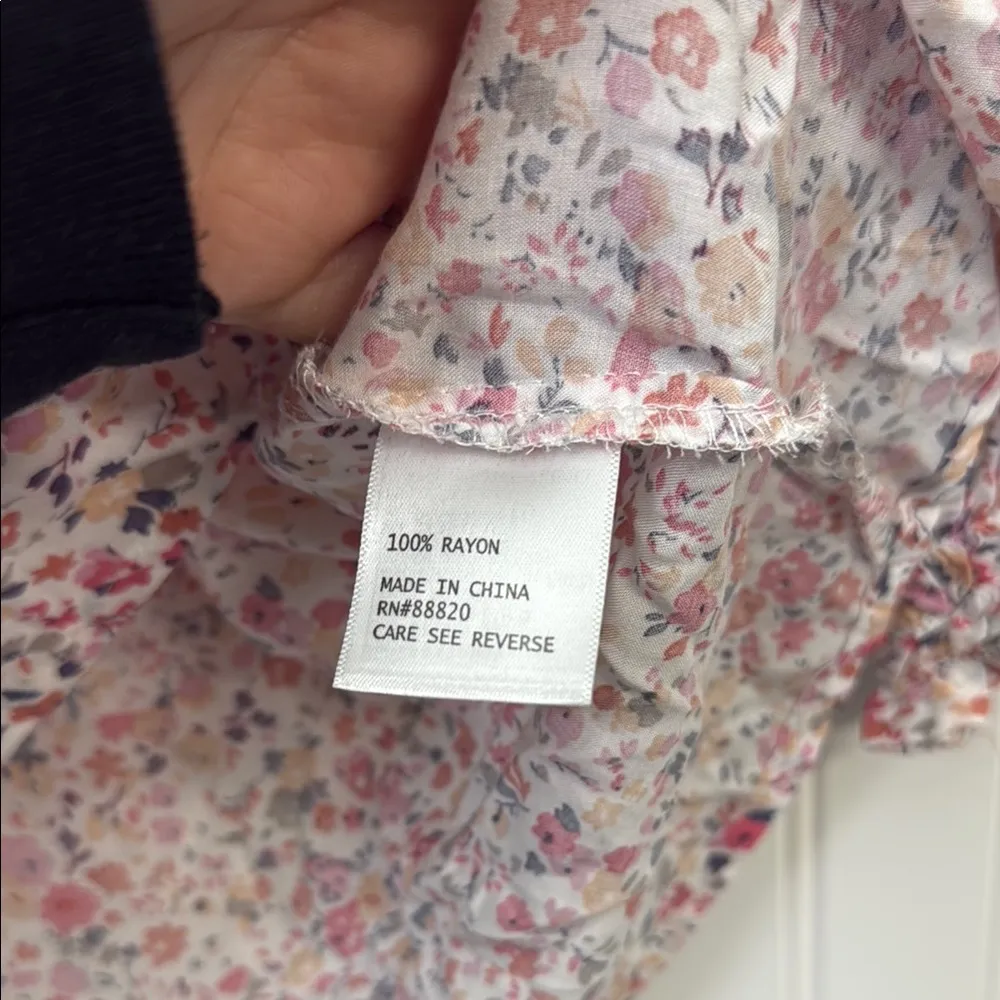 100% RAYON
MADE IN CHINA
RN#88820
CARE SEE REVERSE